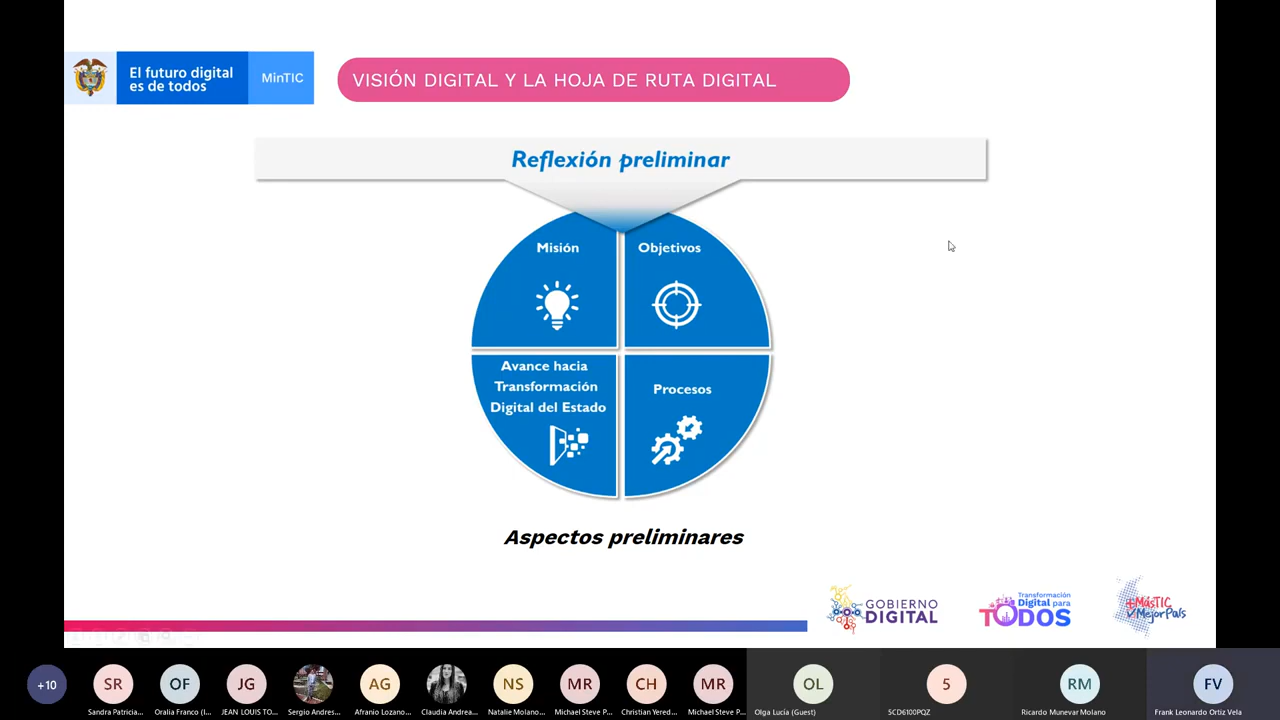 El futuro digital
es de todos
MinTIC
VISIÓN DIGITAL Y LA HOJA DE RUTA DIGITAL
Reflexión preliminar
Misión
Objetivos
Avance hacia
Transformación
Digital del Estado
Procesos
Aspectos preliminares
GOBIERNO
DIGITAL
Transformación
Digital para
TODOS
+MásTIC
MejorPaís
+10
SR
OF
JG
AG
NS
MR
CH
MR
OL
5
RM
FV
Sandra Patricia...
Oralia Franco (I...
JEAN LOUIS TO...
Sergio Andres...
Afranio Lozano...
Claudia Andrea...
Natalie Molano...
Michael Steve P...
Christian Yered...
Michael Steve P...
Olga Lucía (Guest)
5CD6100PQZ
Ricardo Munevar Molano
Frank Leonardo Ortiz Vela